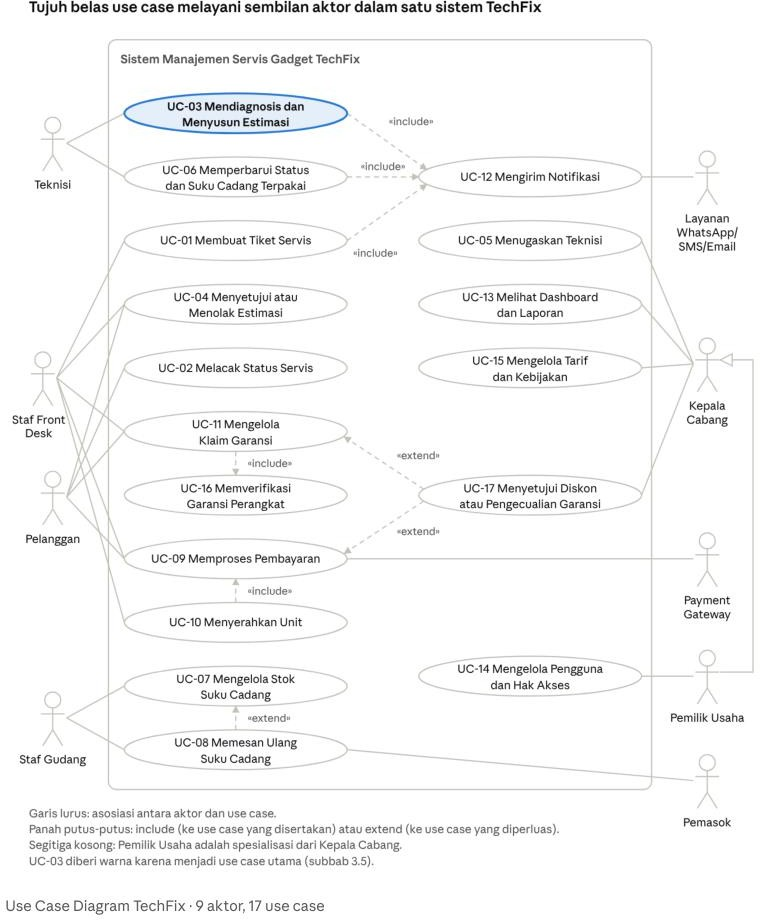 Tujuh belas use case melayani sembilan aktor dalam satu sistem TechFix
Sistem Manajemen Servis Gadget TechFix
UC-03 Mendiagnosis dan
Menyusun Estimasi
«include»
Teknisi
UC-06 Memperbarui Status
dan Suku Cadang Terpakai
«include»
UC-12 Mengirim Notifikasi
Layanan
WhatsApp/
SMS/Email
UC-01 Membuat Tiket Servis
«include»
UC-05 Menugaskan Teknisi
UC-04 Menyetujui atau
Menolak Estimasi
UC-13 Melihat Dashboard
dan Laporan
UC-02 Melacak Status Servis
UC-15 Mengelola Tarif
dan Kebijakan
Staf Front
Desk
Kepala
Cabang
UC-11 Mengelola
Klaim Garansi
«include»
«extend»
UC-16 Memverifikasi
Garansi Perangkat
UC-17 Menyetujui Diskon
atau Pengecualian Garansi
Pelanggan
«extend»
UC-09 Memproses Pembayaran
«include»
Payment
Gateway
UC-10 Menyerahkan Unit
UC-07 Mengelola Stok
Suku Cadang
UC-14 Mengelola Pengguna
dan Hak Akses
«extend»
Pemilik Usaha
UC-08 Memesan Ulang
Suku Cadang
Staf Gudang
Pemasok
Garis lurus: asosiasi antara aktor dan use case.
Panah putus-putus: include (ke use case yang disertakan) atau extend (ke use case yang diperluas).
Segitiga kosong: Pemilik Usaha adalah spesialisasi dari Kepala Cabang.
UC-03 diberi warna karena menjadi use case utama (subbab 3.5).
Use Case Diagram TechFix · 9 aktor, 17 use case